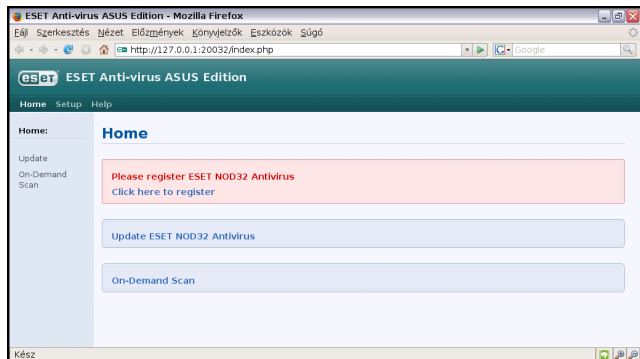 ESET Anti-virus ASUS Edition - Mozilla Firefox
Fájl Szerkesztés Nézet Előzmények Könyvjelzők Eszközök Súgó
http://127.0.0.1:20032/index.php
G Google
eseT ESET Anti-virus ASUS Edition
Home Setup Help
Home:
Update
On-Demand
Scan
Home
Please register ESET NOD32 Antivirus
Click here to register
Update ESET NOD32 Antivirus
On-Demand Scan
Kész